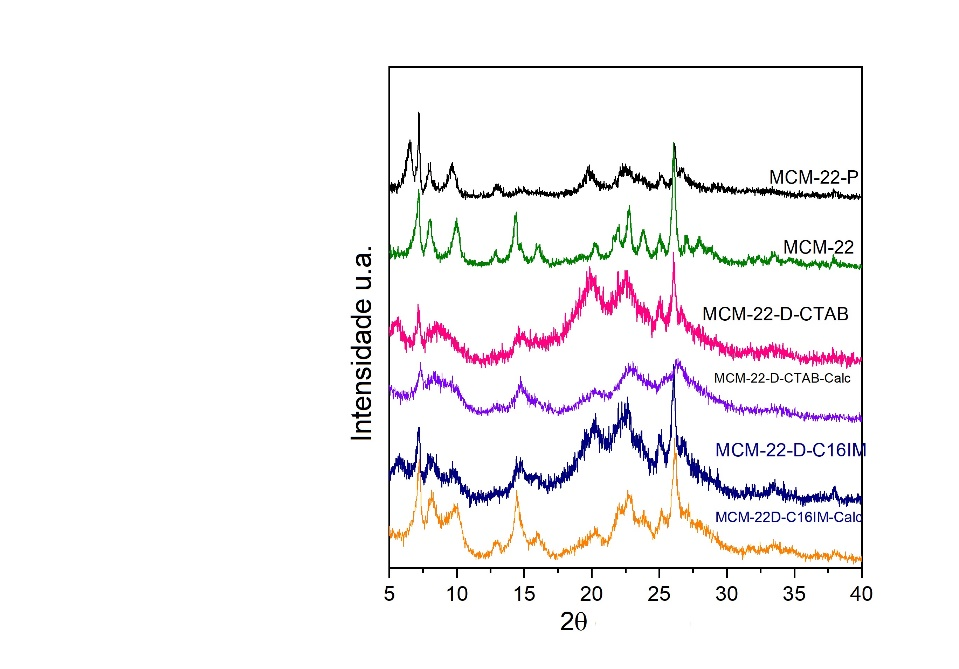 MCM-22-P
MCM-22
MCM-22-D-CTAB
MCM-22-D-CTAB-Calc
MCM-22-D-C16IM
MCM-22D-C16IM-Calc
Intensidade u.a.
5 10 15 20 25 30 35 40
2θ